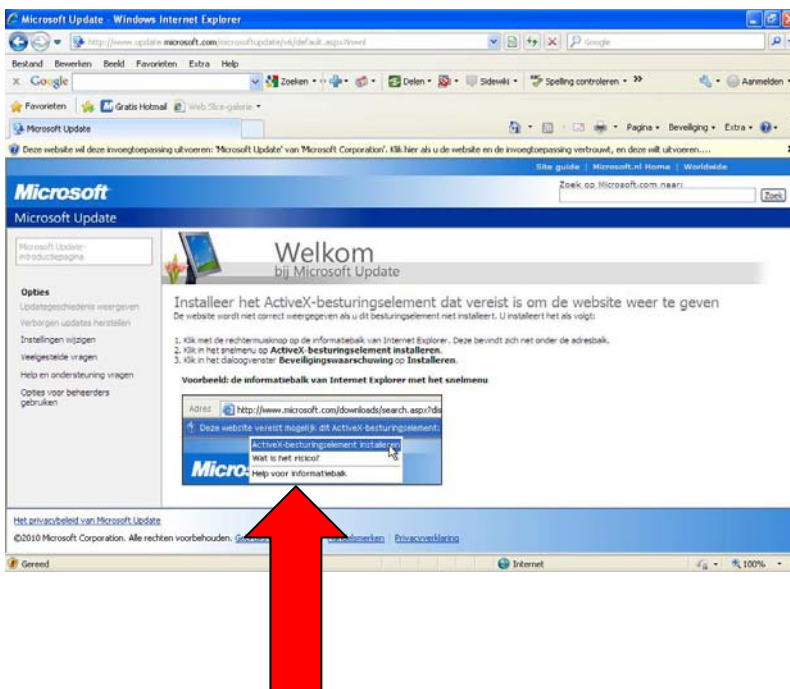 Microsoft Update - Windows Internet Explorer
http://www.update.microsoft.com/microsoftupdate/v6/default.aspx?ln=nl
Google
Bestand Bewerken Beeld Favorieten Extra Help
x Google Zoeken Delen Sidewiki Spelling controleren Aanmelden
Favorieten Gratis Hotmail Web Slice-galerie
Microsoft Update Pagina Beveiliging Extra
Deze website wil deze invoegtoepassing uitvoeren: 'Microsoft Update' van 'Microsoft Corporation'. Klik hier als u de website en de invoegtoepassing vertrouwt, en deze wilt uitvoeren....
Site guide | Microsoft.nl Home | Worldwide
Microsoft
Zoek op Microsoft.com naar:
Zoek
Microsoft Update
Microsoft Update-
introductiepagina
Welkom
bij Microsoft Update
Opties
Updategeschiedenis weergeven
Verborgen updates herstellen
Instellingen wijzigen
Veelgestelde vragen
Help en ondersteuning vragen
Opties voor beheerders
gebruiken
Installeer het ActiveX-besturingselement dat vereist is om de website weer te geven
De website wordt niet correct weergegeven als u dit besturingselement niet installeert. U installeert het als volgt:
1. Klik met de rechtermuisknop op de informatiebalk van Internet Explorer. Deze bevindt zich net onder de adresbalk.
2. Klik in het snelmenu op ActiveX-besturingselement installeren.
3. Klik in het dialoogvenster Beveiligingswaarschuwing op Installeren.
Voorbeeld: de informatiebalk van Internet Explorer met het snelmenu
Adres http://www.microsoft.com/downloads/search.aspx?dis
Deze website vereist mogelijk dit ActiveX-besturingselement:
ActiveX-besturingselement installeren
Wat is het risico?
Help voor informatiebalk
Micro
Het privacybeleid van Microsoft Update
©2010 Microsoft Corporation. Alle rechten voorbehouden. Privacyverklaring
Gereed Internet 100%